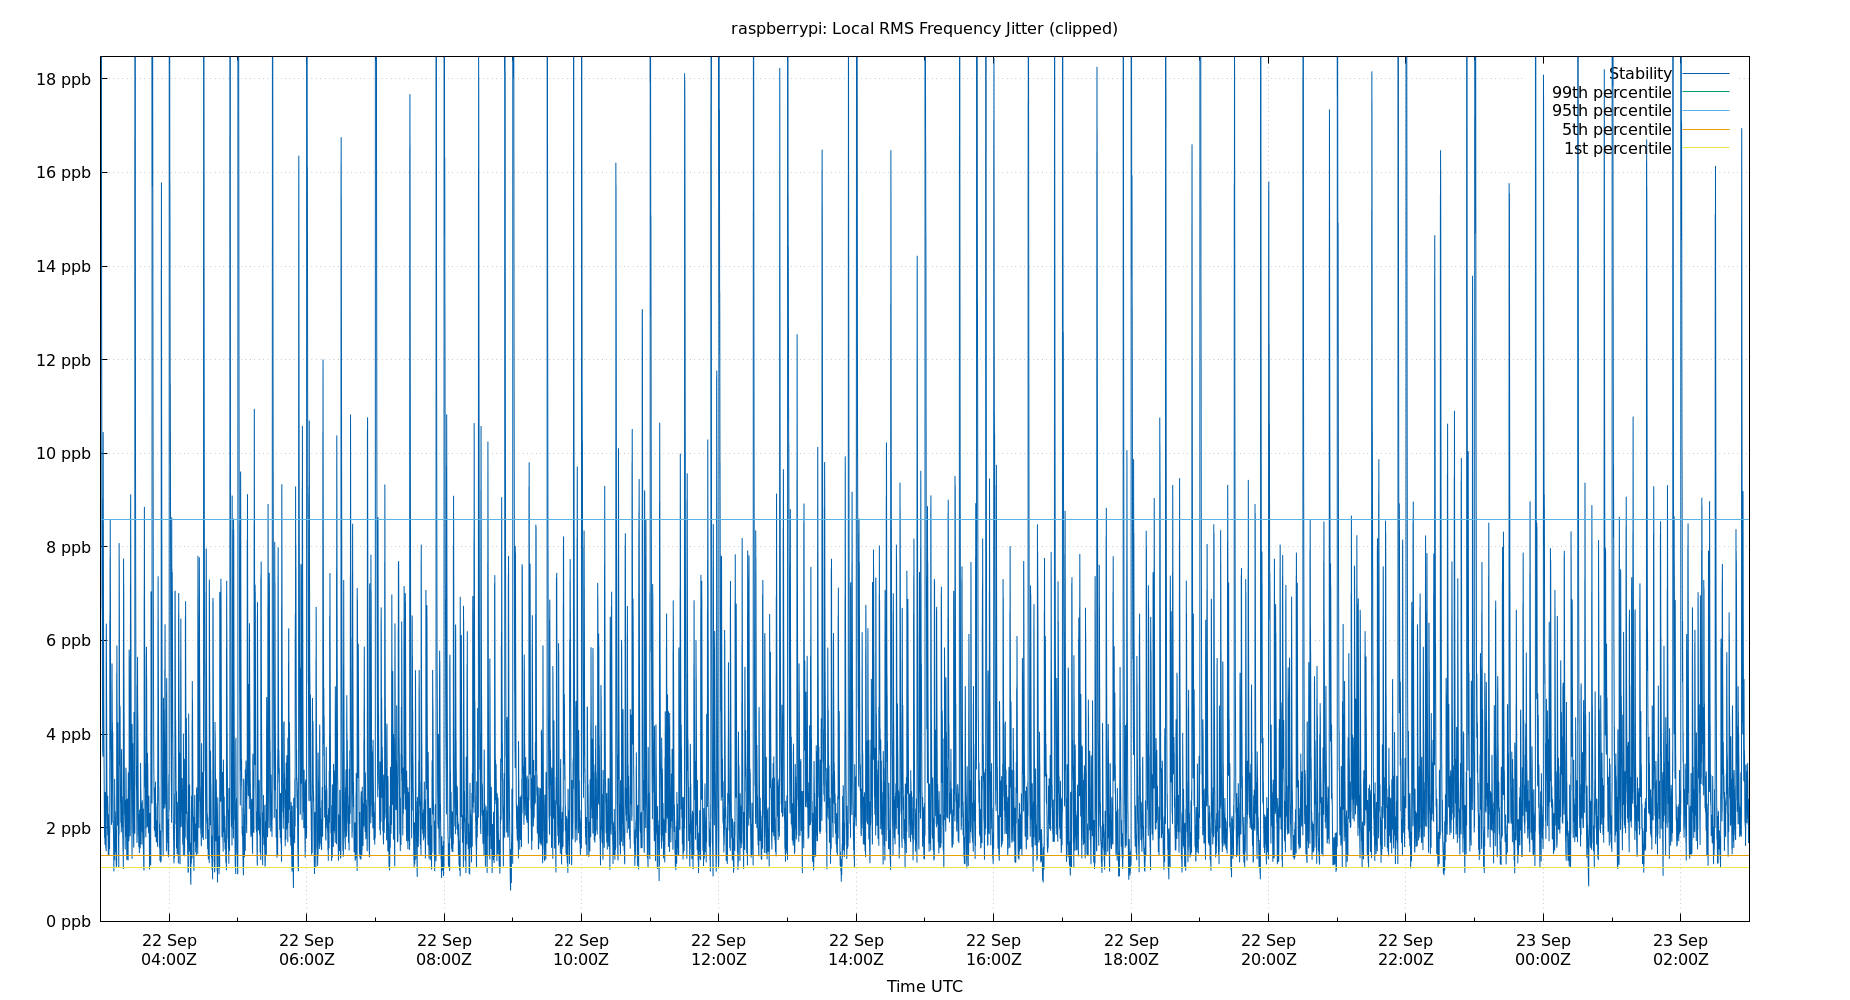 raspberrypi: Local RMS Frequency Jitter (clipped)
18 ppb
16 ppb
14 ppb
12 ppb
10 ppb
8 ppb
6 ppb
4 ppb
2 ppb
0 ppb
Stability
99th percentile
95th percentile
5th percentile
1st percentile
22 Sep 22 Sep 22 Sep 22 Sep 22 Sep 22 Sep 22 Sep 22 Sep 22 Sep 22 Sep 23 Sep 23 Sep
04:00Z 06:00Z 08:00Z 10:00Z 12:00Z 14:00Z 16:00Z 18:00Z 20:00Z 22:00Z 00:00Z 02:00Z
Time UTC